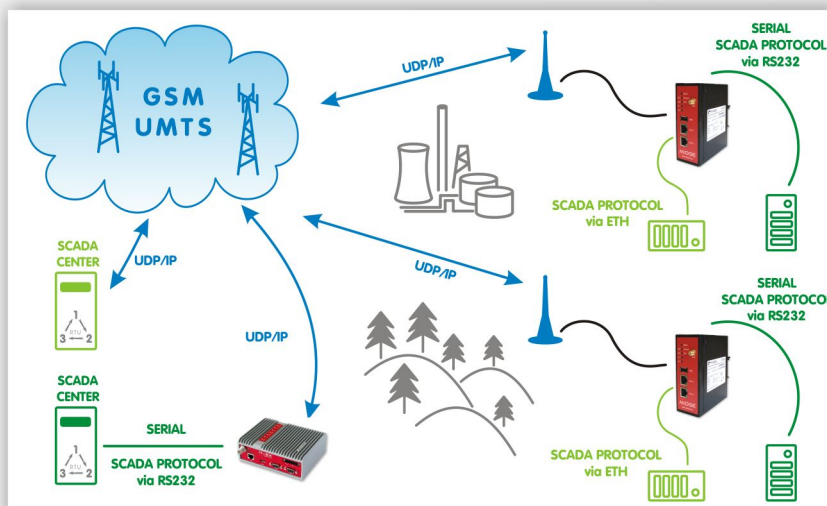 GSM
UMTS
UDP/IP
SERIAL
SCADA PROTOCOL
via RS232
SCADA PROTOCOL
via ETH
SCADA
CENTER
UDP/IP
1
RTU
3 2
UDP/IP
UDP/IP
SERIAL
SCADA PROTOCO
via RS232
SCADA
CENTER
1
RTU
3 2
SERIAL
SCADA PROTOCOL
via RS232
SCADA PROTOCOL
via ETH